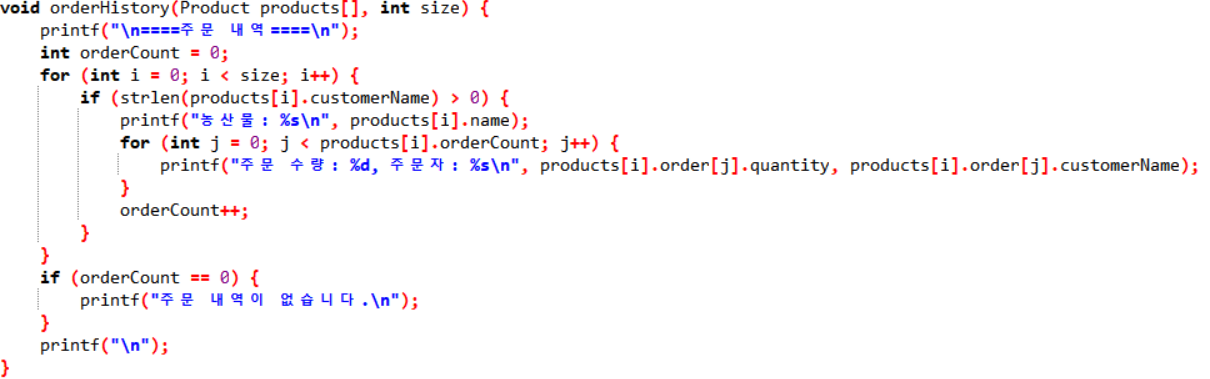 void orderHistory(Product products[], int size) {
    printf("\n====주문 내역====\n");
    int orderCount = 0;
    for (int i = 0; i < size; i++) {
        if (strlen(products[i].customerName) > 0) {
            printf("농산물: %s\n", products[i].name);
            for (int j = 0; j < products[i].orderCount; j++) {
                printf("주문 수량: %d, 주문자: %s\n", products[i].order[j].quantity, products[i].order[j].customerName);
            }
            orderCount++;
        }
    }
    if (orderCount == 0) {
        printf("주문 내역이 없습니다.\n");
    }
    printf("\n");
}